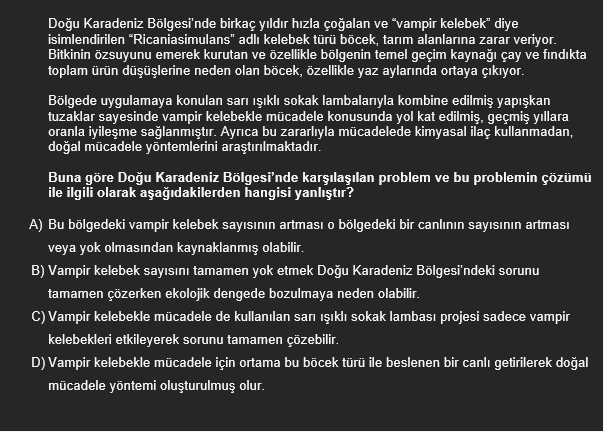 Doğu Karadeniz Bölgesi’nde birkaç yıldır hızla çoğalan ve “vampir kelebek” diye
isimlendirilen “Ricaniasimulans” adlı kelebek türü böcek, tarım alanlarına zarar veriyor.
Bitkinin özsuyunu emerek kurutan ve özellikle bölgenin temel geçim kaynağı çay ve fındıkta
toplam ürün düşüşlerine neden olan böcek, özellikle yaz aylarında ortaya çıkıyor.
Bölgede uygulamaya konulan sarı ışıklı sokak lambalarıyla kombine edilmiş yapışkan
tuzaklar sayesinde vampir kelebekle mücadele konusunda yol kat edilmiş, geçmiş yıllara
oranla iyileşme sağlanmıştır. Ayrıca bu zararlıyla mücadelede kimyasal ilaç kullanmadan,
doğal mücadele yöntemlerini araştırılmaktadır.
Buna göre Doğu Karadeniz Bölgesi’nde karşılaşılan problem ve bu problemin çözümü
ile ilgili olarak aşağıdakilerden hangisi yanlıştır?
A) Bu bölgedeki vampir kelebek sayısının artması o bölgedeki bir canlının sayısının artması
veya yok olmasından kaynaklanmış olabilir.
B) Vampir kelebek sayısını tamamen yok etmek Doğu Karadeniz Bölgesi’ndeki sorunu
tamamen çözerken ekolojik dengede bozulmaya neden olabilir.
C) Vampir kelebekle mücadele de kullanılan sarı ışıklı sokak lambası projesi sadece vampir
kelebekleri etkileyerek sorunu tamamen çözebilir.
D) Vampir kelebekle mücadele için ortama bu böcek türü ile beslenen bir canlı getirilerek doğal
mücadele yöntemi oluşturulmuş olur.